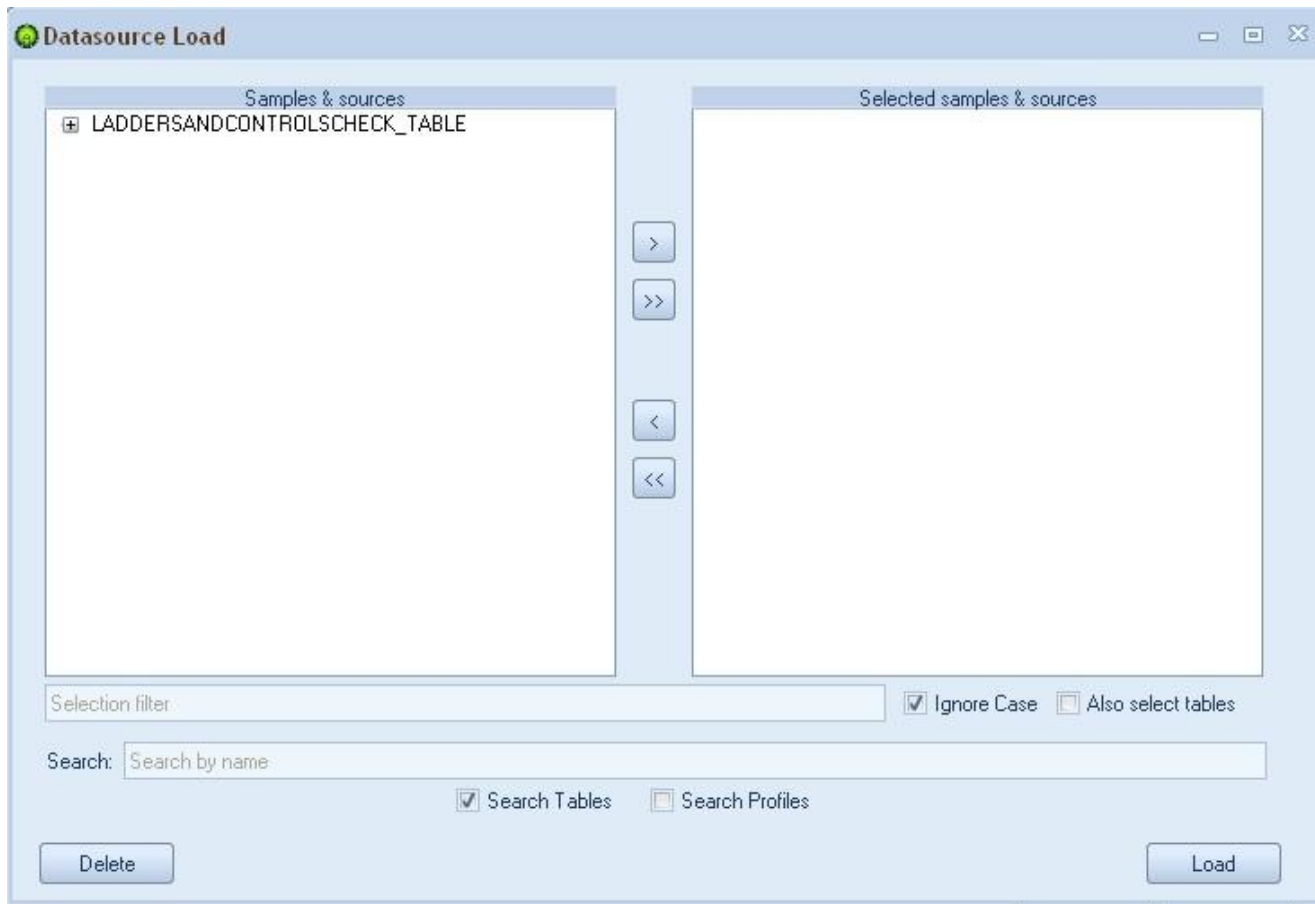 Datasource Load
Samples & sources
Selected samples & sources
LADDERSANDCONTROLSCHECK_TABLE
>
>>
<
<<
Selection filter
Ignore Case
Also select tables
Search: Search by name
Search Tables
Search Profiles
Delete
Load